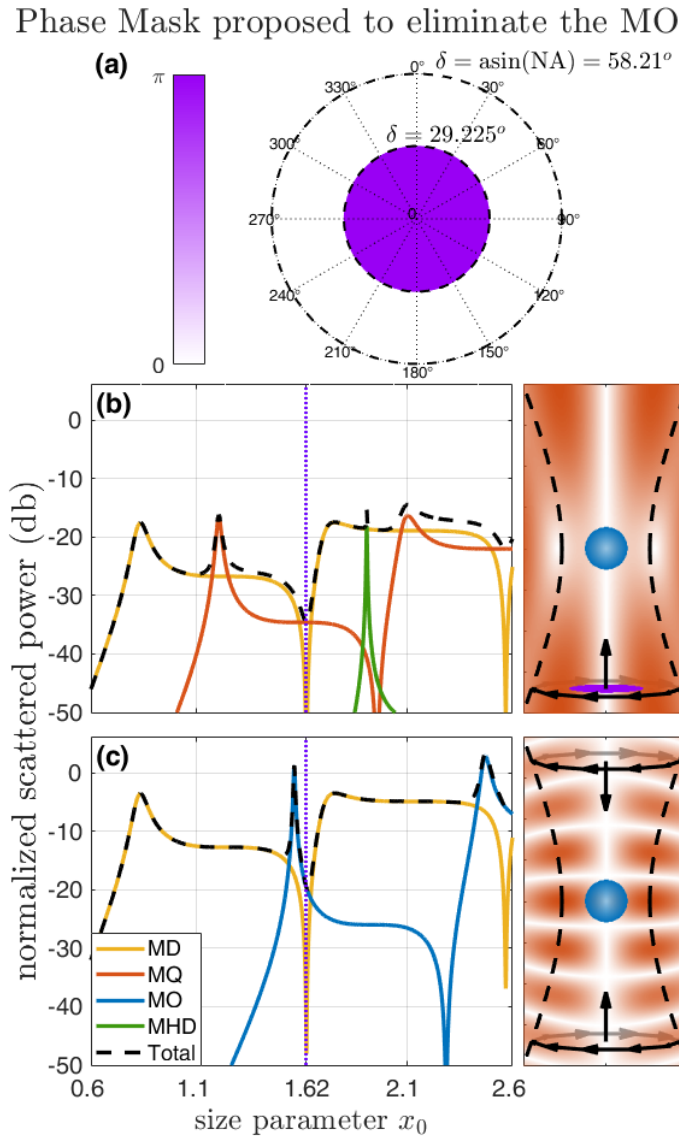 Phase Mask proposed to eliminate the MO
(a)
π
0
δ = asin(NA) = 58.21°
δ = 29.225°
0°
30°
60°
90°
120°
150°
180°
210°
240°
270°
300°
330°
0
normalized scattered power (db)
(b)
0
-10
-20
-30
-40
-50
(c)
0
-10
-20
-30
-40
-50
MD
MQ
MO
MHD
Total
0.6
1.1
1.62
2.1
2.6
size parameter x₀